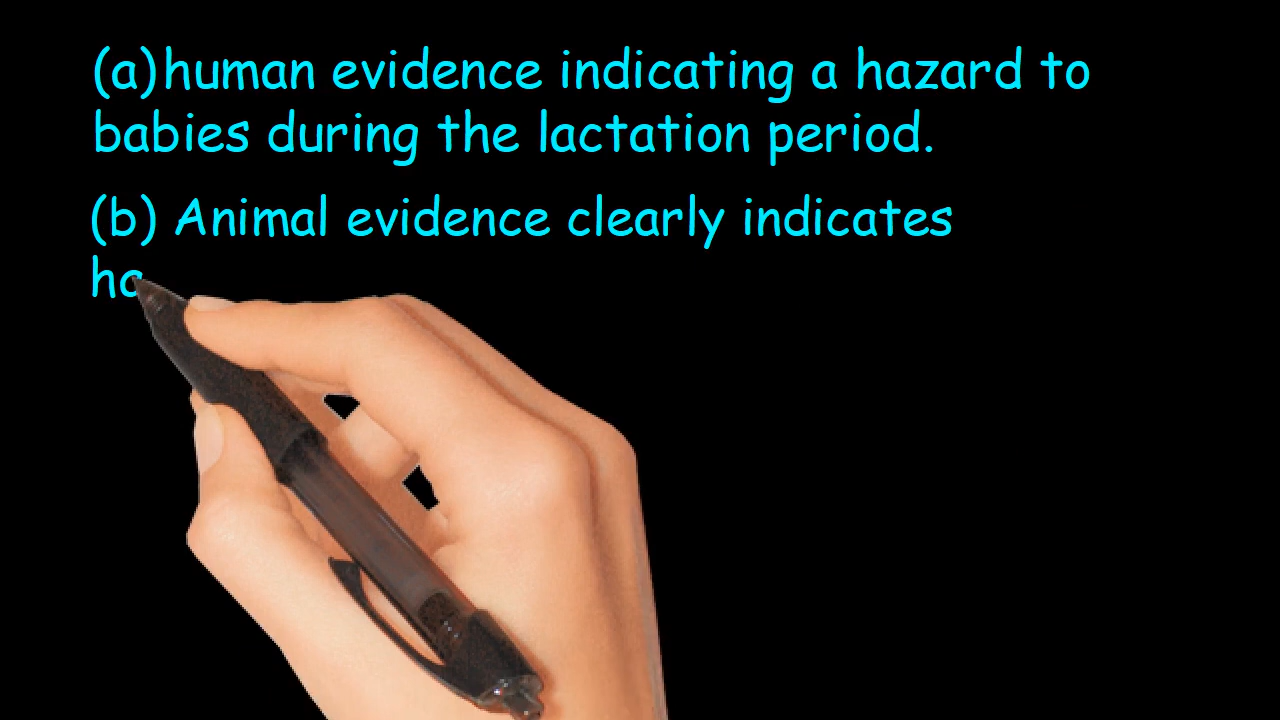 (a)human evidence indicating a hazard to
babies during the lactation period.
(b) Animal evidence clearly indicates